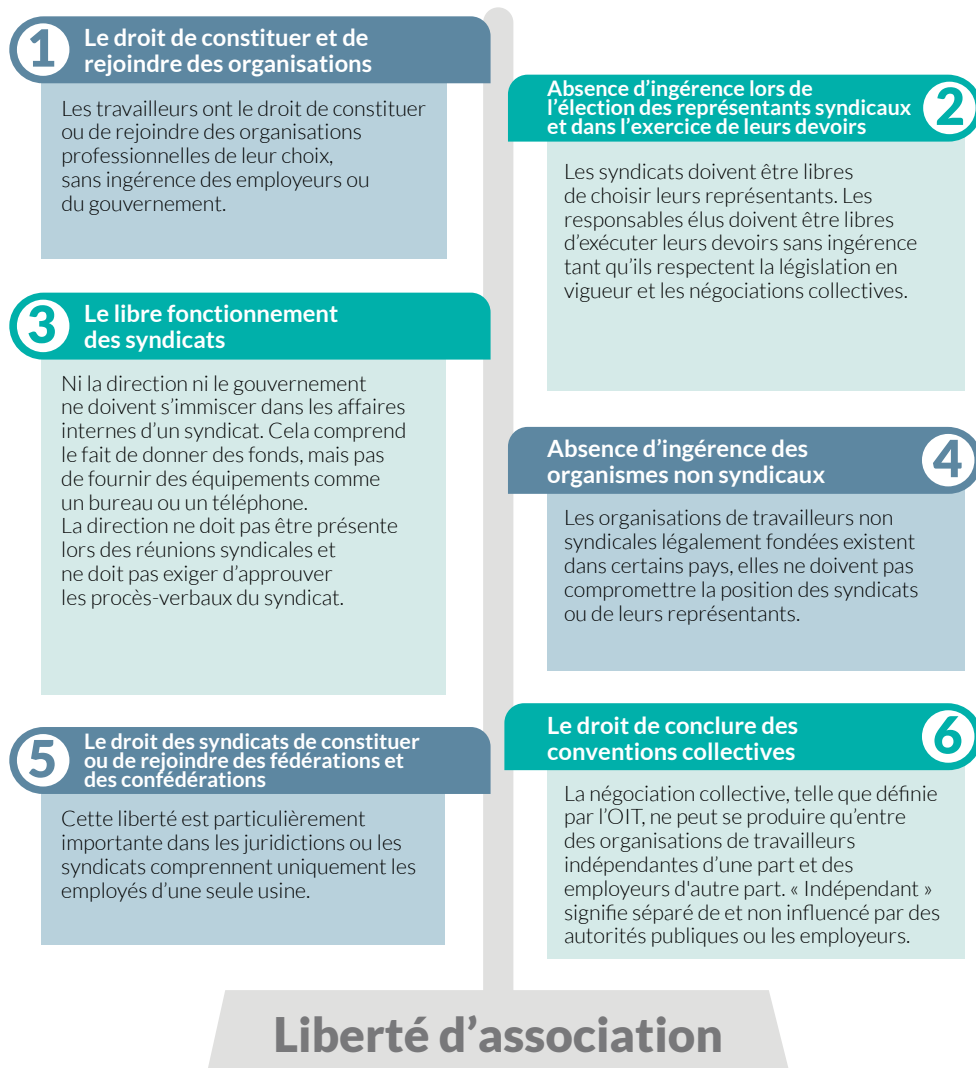 1
Le droit de constituer et de
rejoindre des organisations
Les travailleurs ont le droit de constituer
ou de rejoindre des organisations
professionnelles de leur choix,
sans ingérence des employeurs ou
du gouvernement.
Absence d’ingérence lors de
l’élection des représentants syndicaux
et dans l’exercice de leurs devoirs
2
Les syndicats doivent être libres
de choisir leurs représentants. Les
responsables élus doivent être libres
d’exécuter leurs devoirs sans ingérence
tant qu’ils respectent la législation en
vigueur et les négociations collectives.
3
Le libre fonctionnement
des syndicats
Ni la direction ni le gouvernement
ne doivent s’immiscer dans les affaires
internes d’un syndicat. Cela comprend
le fait de donner des fonds, mais pas
de fournir des équipements comme
un bureau ou un téléphone.
La direction ne doit pas être présente
lors des réunions syndicales et
ne doit pas exiger d’approuver
les procès-verbaux du syndicat.
Absence d’ingérence des
organismes non syndicaux
4
Les organisations de travailleurs non
syndicales légalement fondées existent
dans certains pays, elles ne doivent pas
compromettre la position des syndicats
ou de leurs représentants.
5
Le droit des syndicats de constituer
ou de rejoindre des fédérations et
des confédérations
Cette liberté est particulièrement
importante dans les juridictions ou les
syndicats comprennent uniquement les
employés d’une seule usine.
Le droit de conclure des
conventions collectives
6
La négociation collective, telle que définie
par l’OIT, ne peut se produire qu’entre
des organisations de travailleurs
indépendantes d’une part et des
employeurs d'autre part. « Indépendant »
signifie séparé de et non influencé par des
autorités publiques ou les employeurs.
Liberté d’association